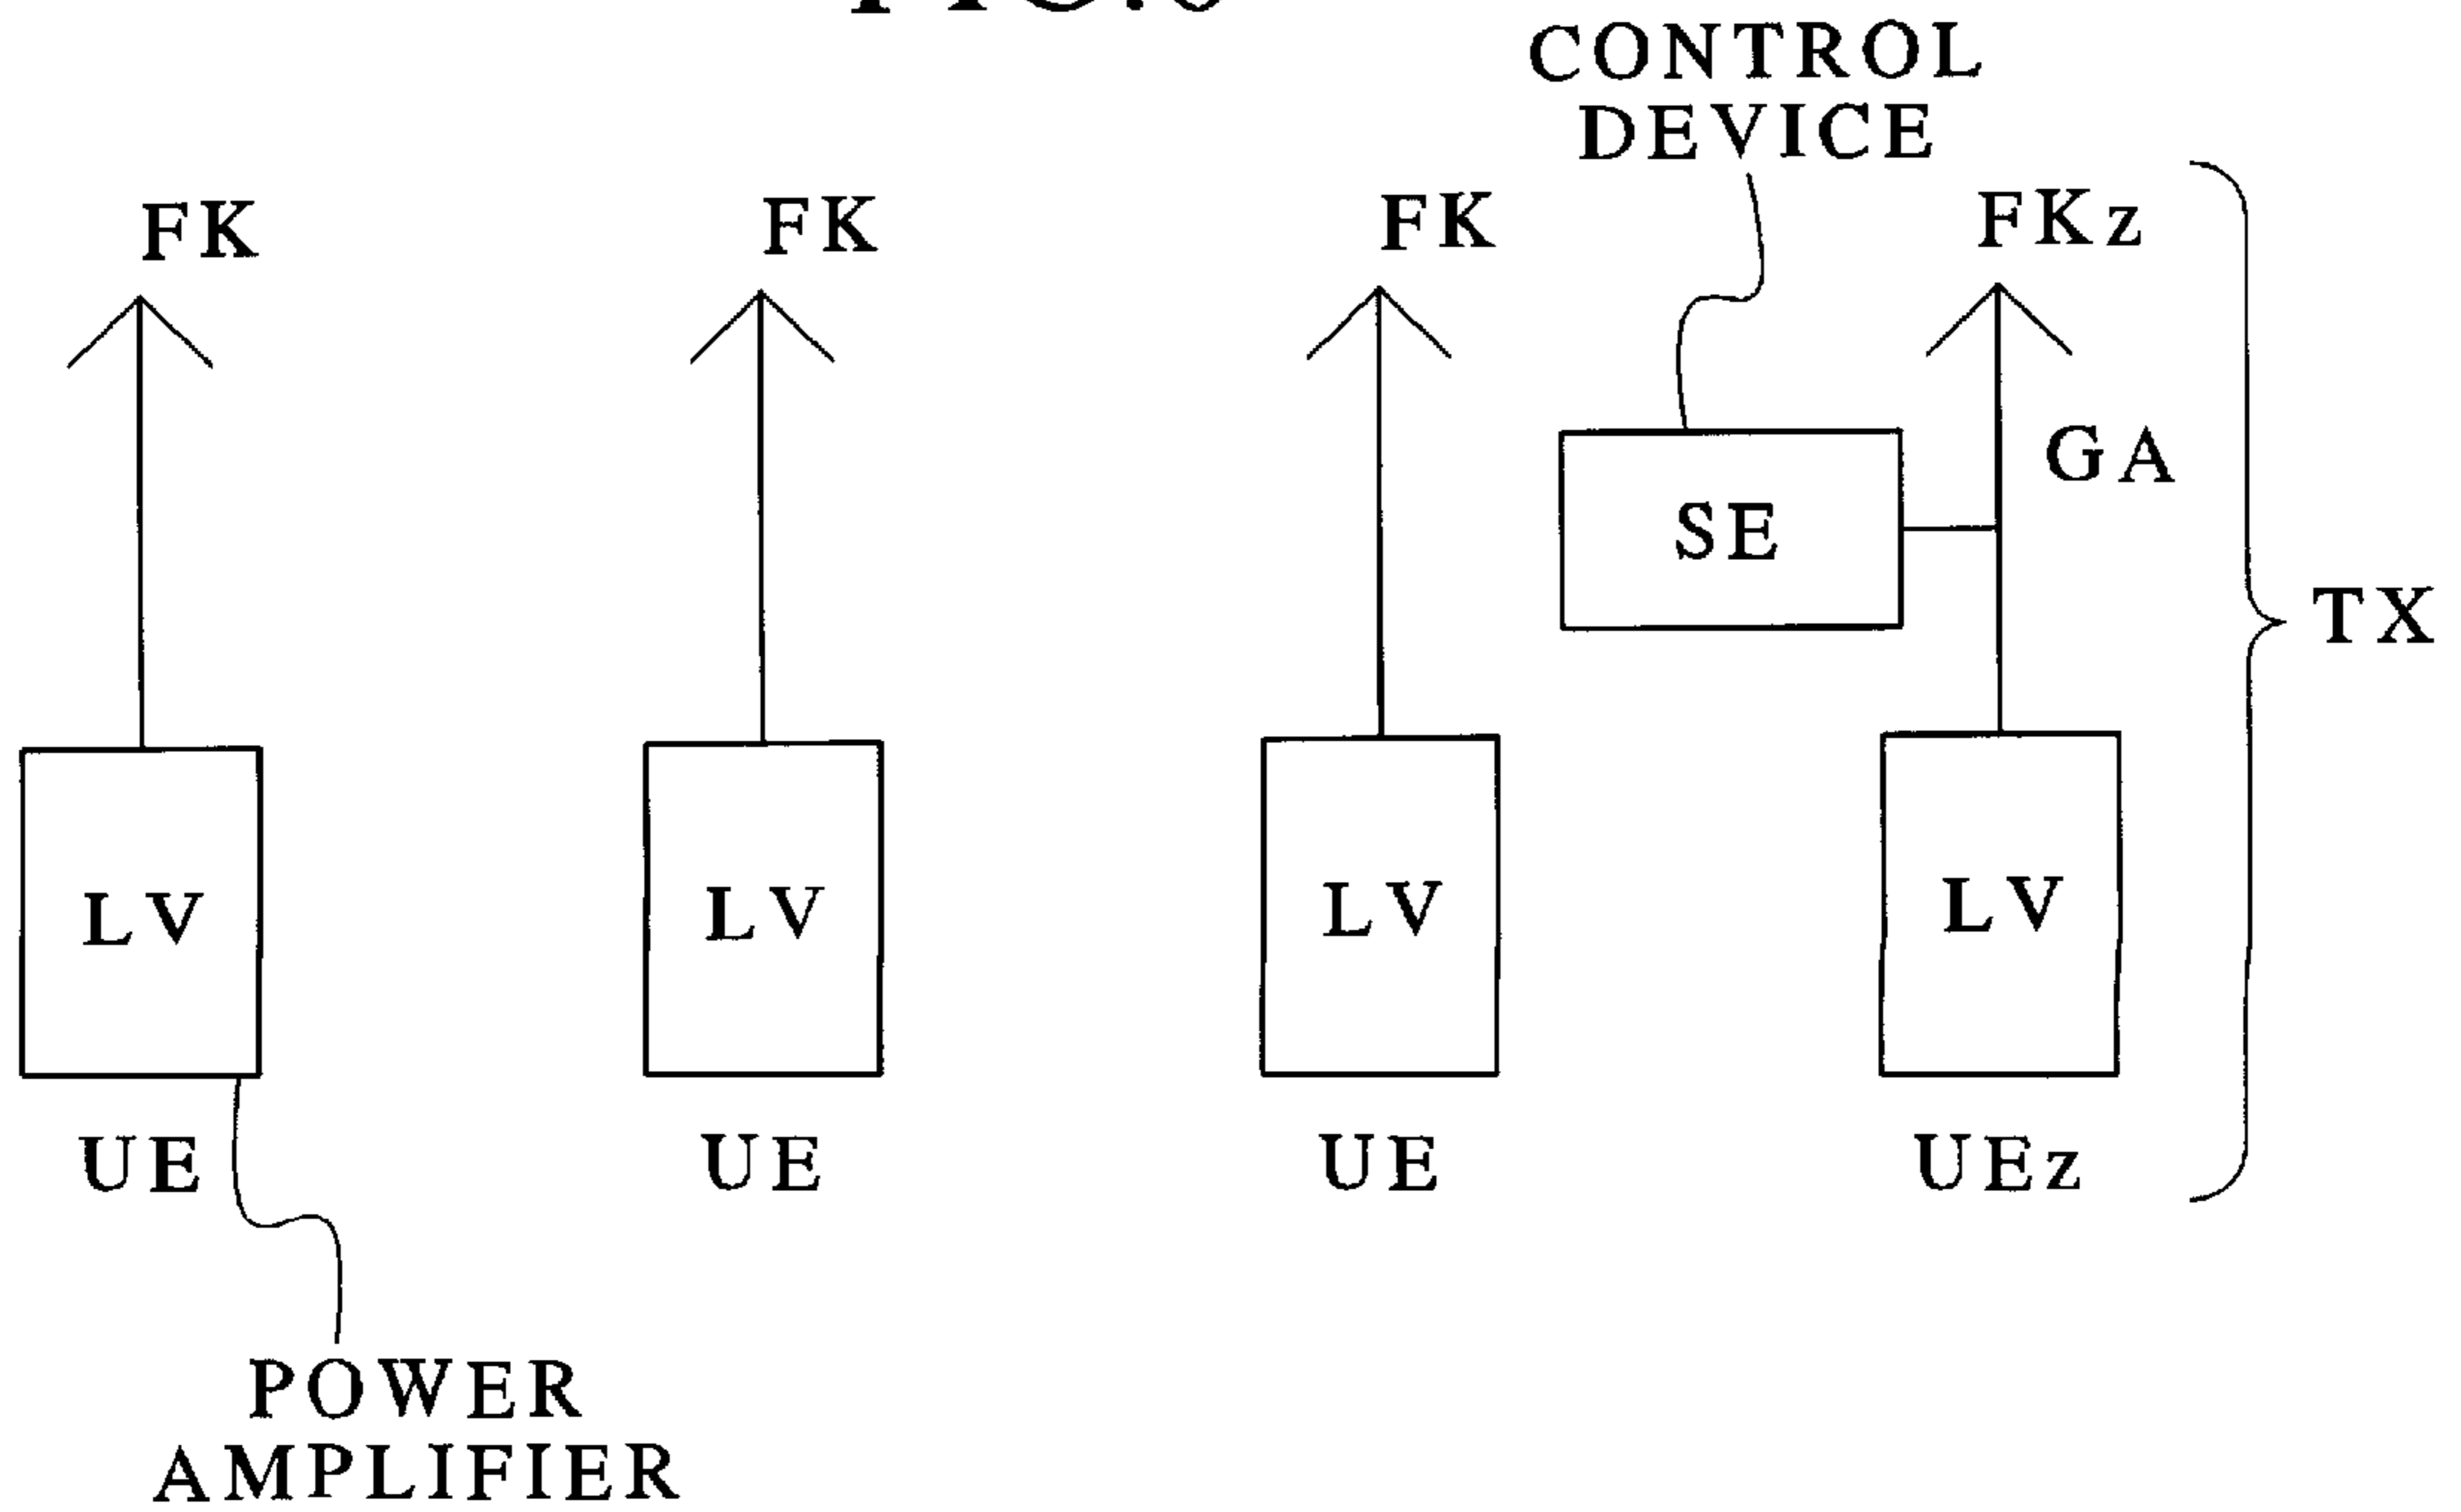 CONTROL
DEVICE
FK
FK
FK
FKz
GA
SE
TX
LV
LV
LV
LV
UE
UE
UE
UEz
POWER
AMPLIFIER